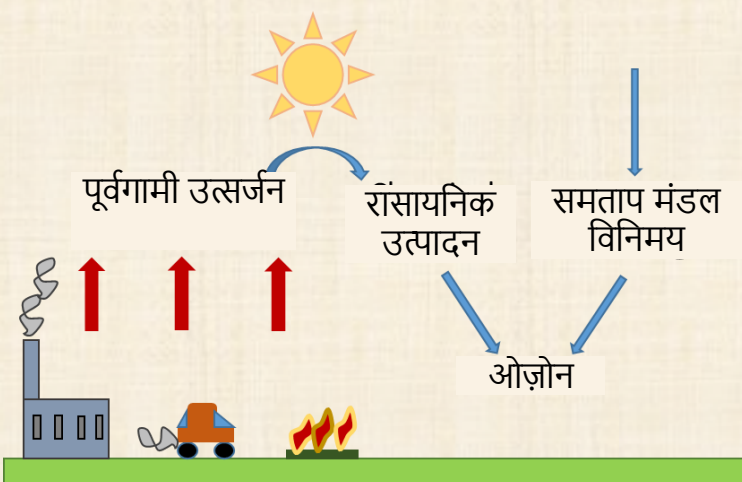 पूर्वगामी उत्सर्जन
रासायनिक
उत्पादन
समताप मंडल
विनिमय
ओज़ोन